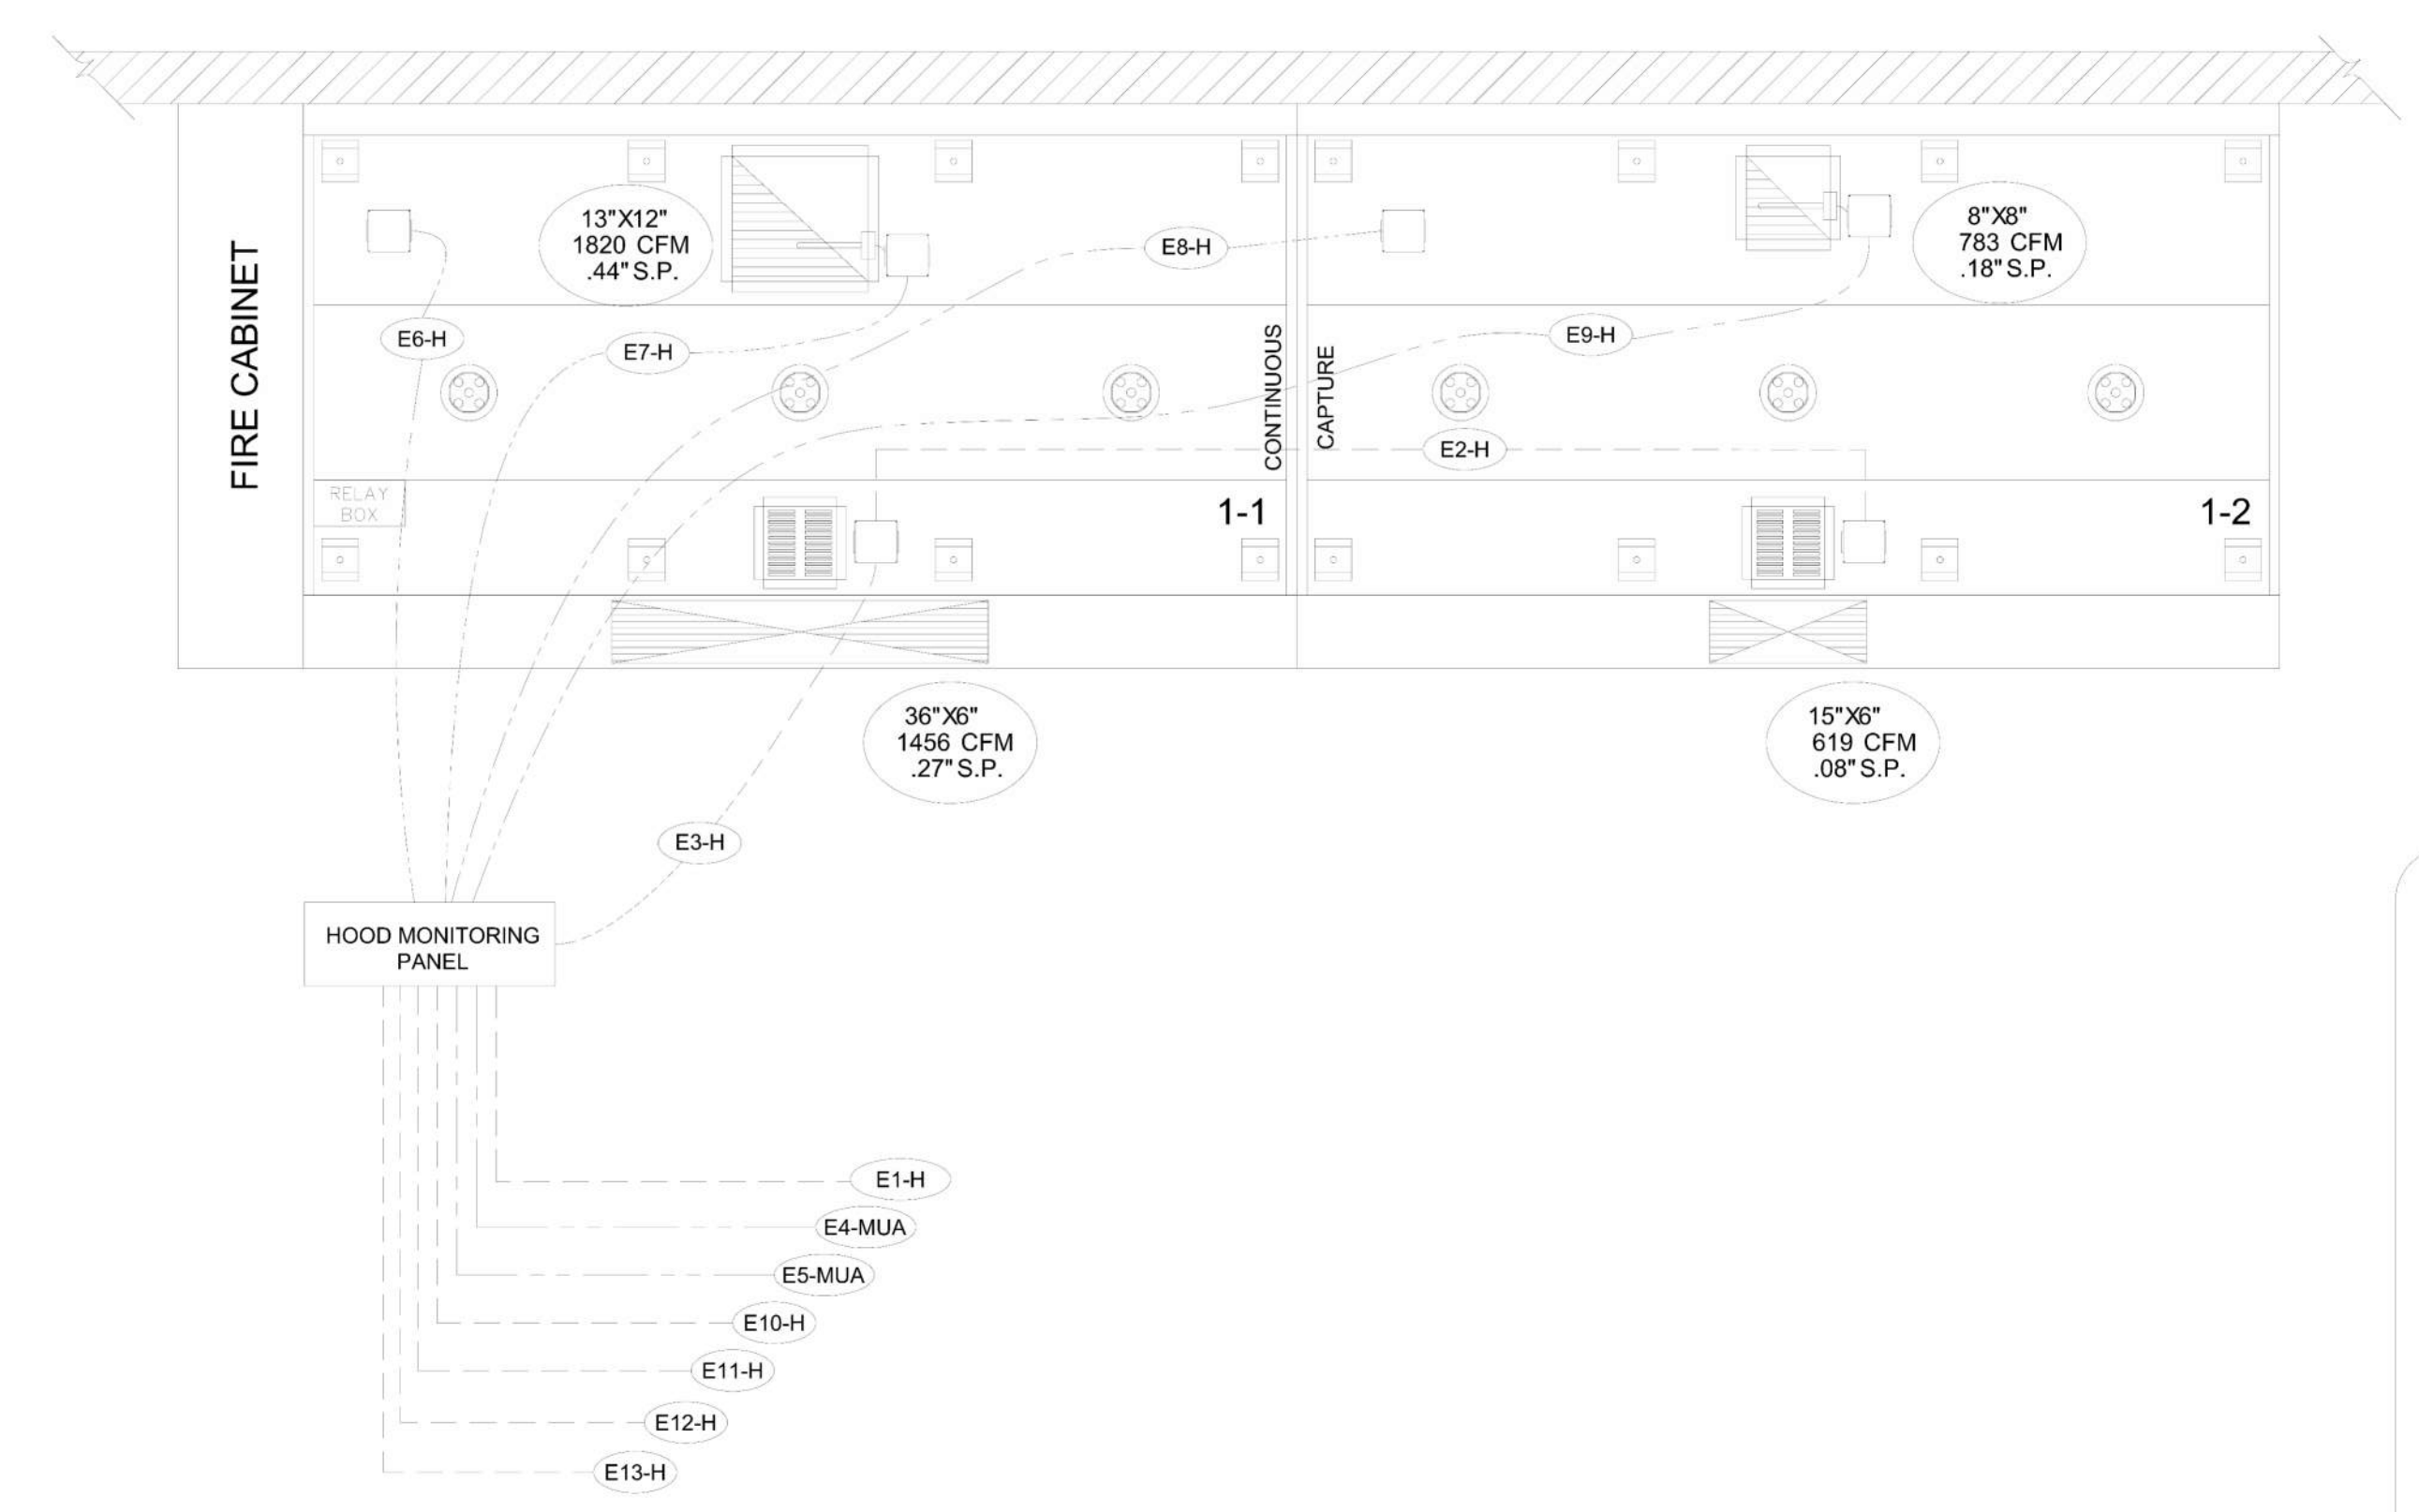 FIRE CABINET
13"X12"
1820 CFM
.44" S.P.
E8-H
8"X8"
783 CFM
.18" S.P.
E6-H
E7-H
E9-H
CONTINUOUS
CAPTURE
E2-H
RELAY
BOX
1-1
1-2
36"X6"
1456 CFM
.27" S.P.
15"X6"
619 CFM
.08" S.P.
E3-H
HOOD MONITORING
PANEL
E1-H
E4-MUA
E5-MUA
E10-H
E11-H
E12-H
E13-H